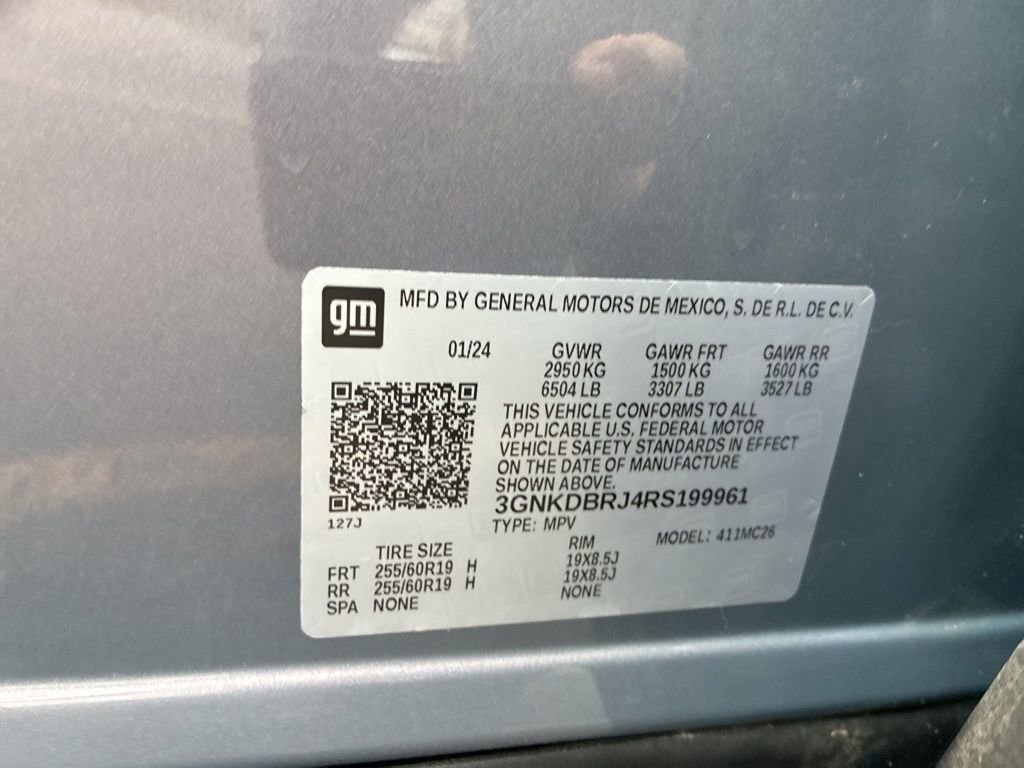 gm
MFD BY GENERAL MOTORS DE MEXICO, S. DE R.L. DE C.V.
01/24 GVWR GAWR FRT GAWR RR
2950 KG 1500 KG 1600 KG
6504 LB 3307 LB 3527 LB
THIS VEHICLE CONFORMS TO ALL
APPLICABLE U.S. FEDERAL MOTOR
VEHICLE SAFETY STANDARDS IN EFFECT
ON THE DATE OF MANUFACTURE
SHOWN ABOVE.
3GNKDBRJ4RS199961
127J
TYPE: MPV MODEL: 411MC26
TIRE SIZE RIM
FRT 255/60R19 H 19X8.5J
RR 255/60R19 H 19X8.5J
SPA NONE NONE